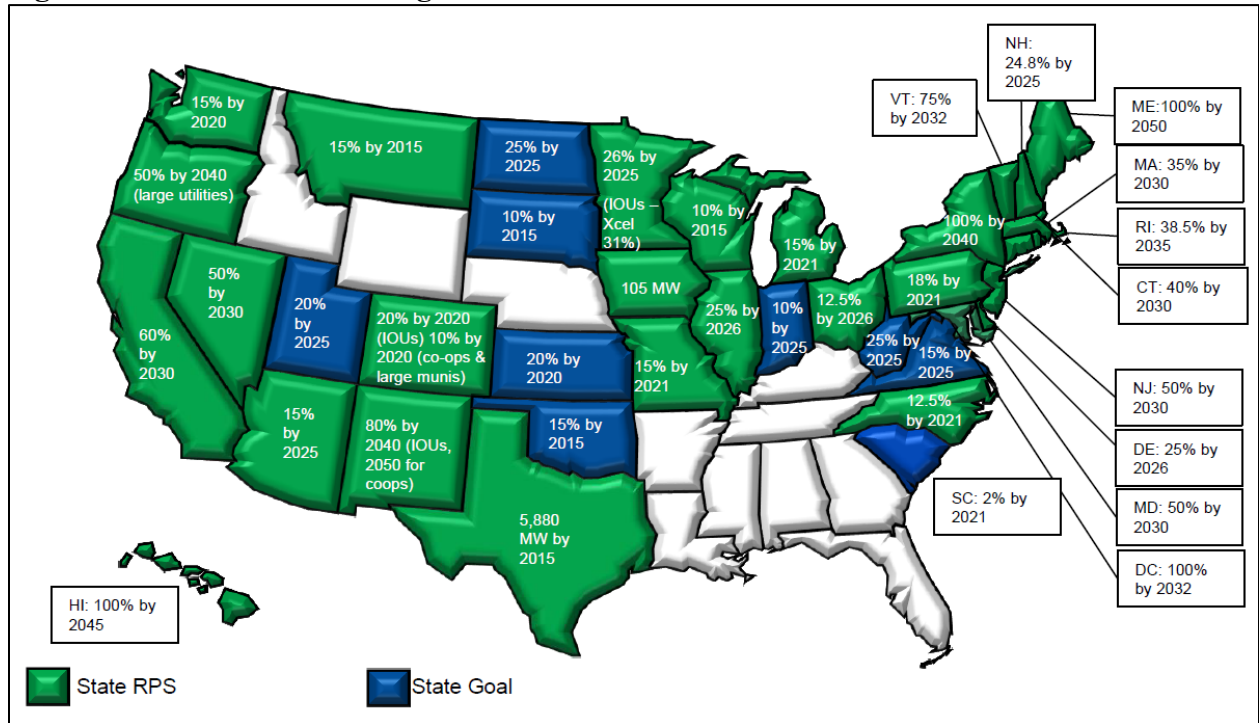 NH:
24.8% by
2025
VT: 75%
by 2032
ME:100% by
2050
MA: 35% by
2030
RI: 38.5% by
2035
CT: 40% by
2030
15% by
2020
15% by 2015
25% by
2025
26% by
2025
(IOUs –
Xcel
31%)
50% by 2040
(large utilities)
10% by
2015
10% by
2015
15% by
2021
100% by
2040
50%
by
2030
20%
by
2025
105 MW
18% by
2021
60%
by
2030
20% by 2020
(IOUs) 10% by
2020 (co-ops &
large munis)
20% by
2020
15% by
2021
25%
by 2026
10%
by
2025
12.5%
by 2026
25% by
2025
15% by
2025
12.5%
by 2021
15%
by
2025
80% by
2040 (IOUs,
2050 for
coops)
15% by
2015
5,880
MW by
2015
NJ: 50% by
2030
DE: 25% by
2026
MD: 50% by
2030
DC: 100%
by 2032
SC: 2% by
2021
HI: 100% by
2045
State RPS
State Goal